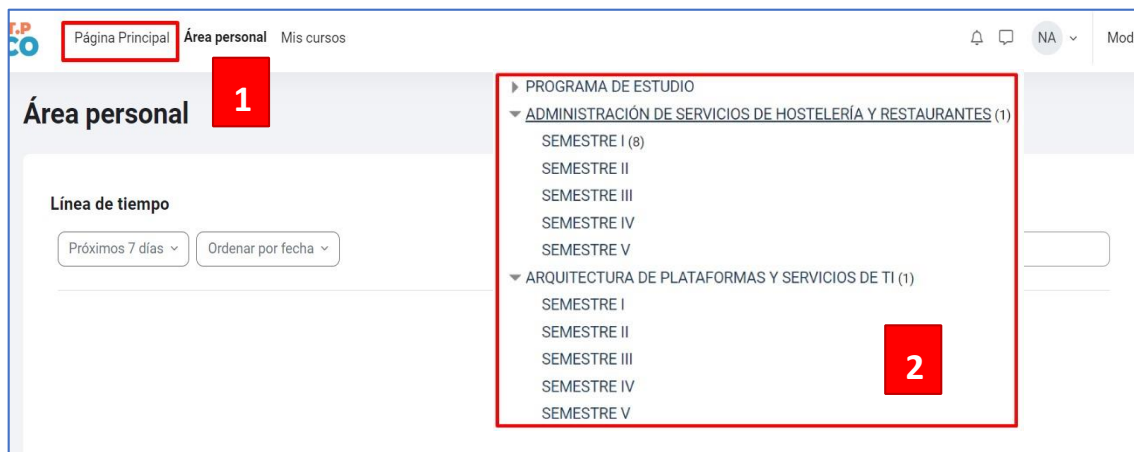 T.P
CO
Página Principal Área personal Mis cursos
NA
Mod
1
Área personal
Línea de tiempo
Próximos 7 días
Ordenar por fecha
PROGRAMA DE ESTUDIO
ADMINISTRACIÓN DE SERVICIOS DE HOSTELERÍA Y RESTAURANTES (1)
SEMESTRE I (8)
SEMESTRE II
SEMESTRE III
SEMESTRE IV
SEMESTRE V
ARQUITECTURA DE PLATAFORMAS Y SERVICIOS DE TI (1)
SEMESTRE I
SEMESTRE II
SEMESTRE III
SEMESTRE IV
SEMESTRE V
2